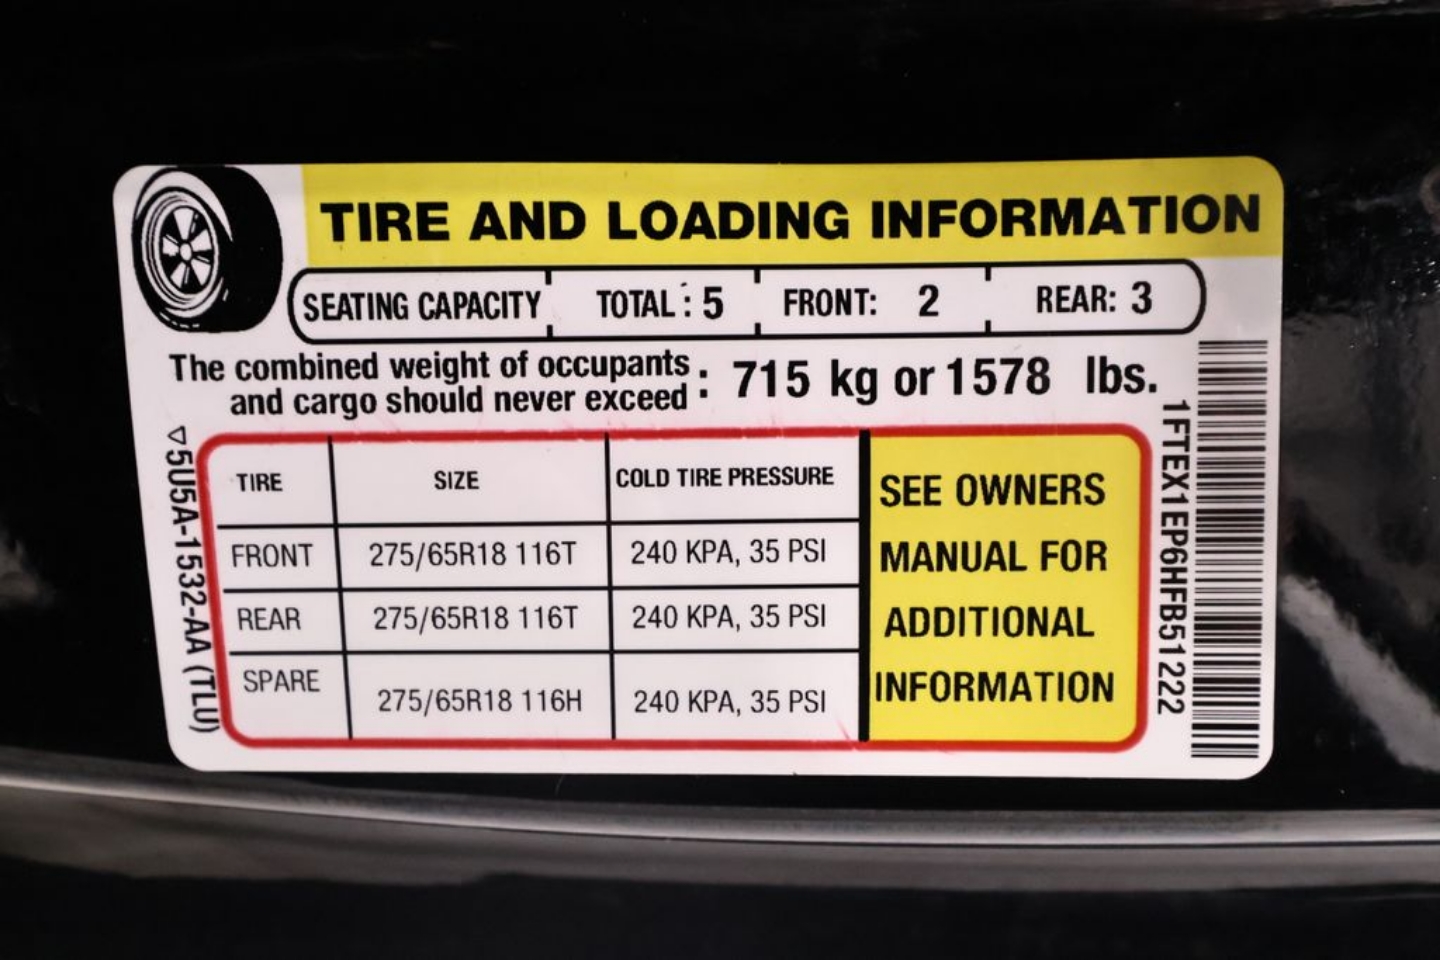 TIRE AND LOADING INFORMATION
SEATING CAPACITY TOTAL: 5 FRONT: 2 REAR: 3
The combined weight of occupants
and cargo should never exceed : 715 kg or 1578 lbs.
TIRE SIZE COLD TIRE PRESSURE
FRONT 275/65R18 116T 240 KPA, 35 PSI
REAR 275/65R18 116T 240 KPA, 35 PSI
SPARE 275/65R18 116H 240 KPA, 35 PSI
SEE OWNERS
MANUAL FOR
ADDITIONAL
INFORMATION
5U5A-1532-AA (TLU)
1FTEX1EP6HFB51222